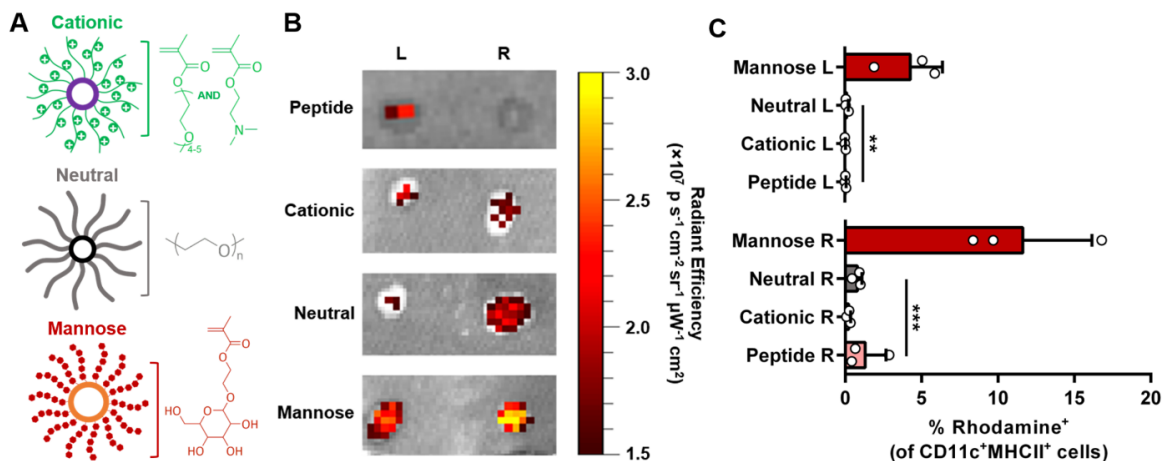 A
Cationic
O
O
O
O
AND
O
4-5
N
Neutral
O
n
Mannose
O
O
O
HO
O
HO
OH
OH
B
L
R
Peptide
Cationic
Neutral
Mannose
3.0
2.5
2.0
1.5
Radiant Efficiency
(×10⁷ p s⁻¹ cm⁻² sr⁻¹ µW⁻¹ cm²)
C
Mannose L
Neutral L
Cationic L
Peptide L
**
Mannose R
Neutral R
Cationic R
Peptide R
***
0
5
10
15
20
% Rhodamine⁺
(of CD11c⁺MHCII⁺ cells)